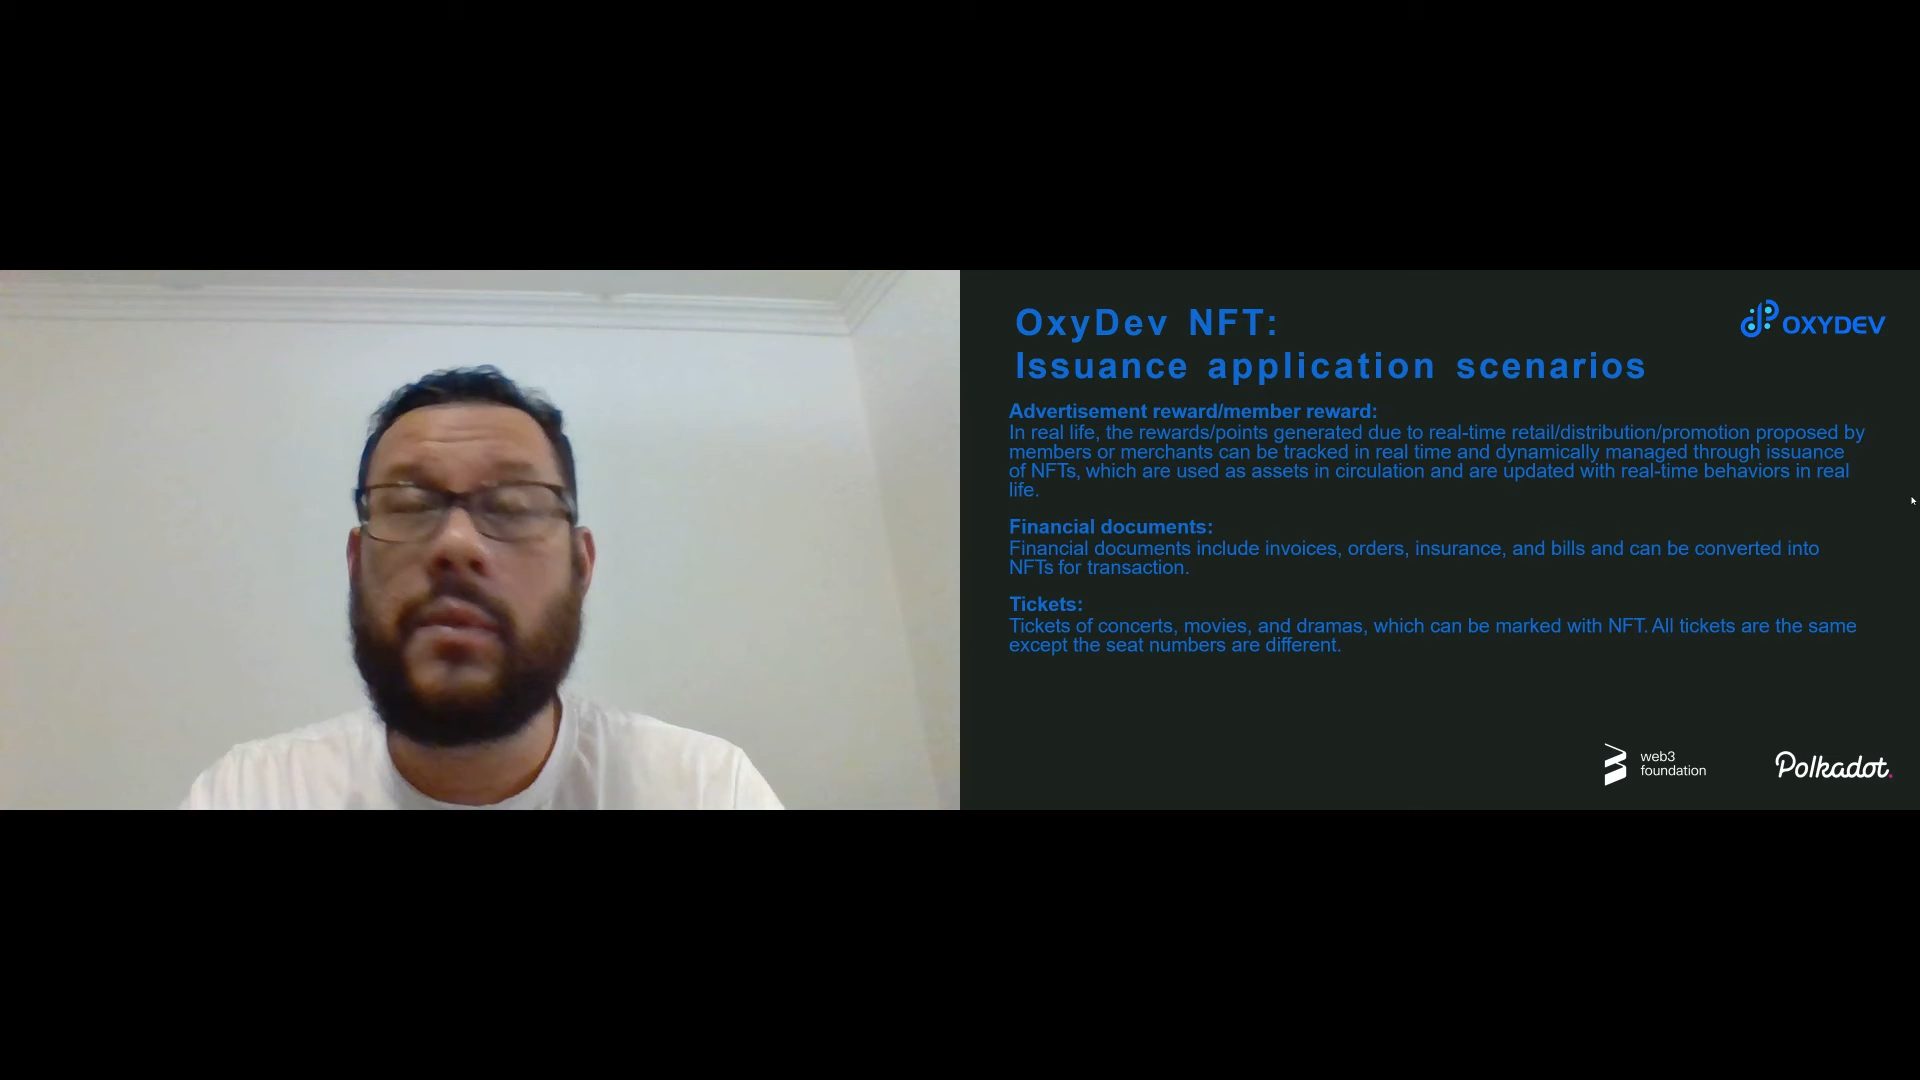 OxyDev NFT:
Issuance application scenarios
OXYDEV
Advertisement reward/member reward:
In real life, the rewards/points generated due to real-time retail/distribution/promotion proposed by
members or merchants can be tracked in real time and dynamically managed through issuance
of NFTs, which are used as assets in circulation and are updated with real-time behaviors in real
life.
Financial documents:
Financial documents include invoices, orders, insurance, and bills and can be converted into
NFTs for transaction.
Tickets:
Tickets of concerts, movies, and dramas, which can be marked with NFT. All tickets are the same
except the seat numbers are different.
web3
foundation
Polkadot.